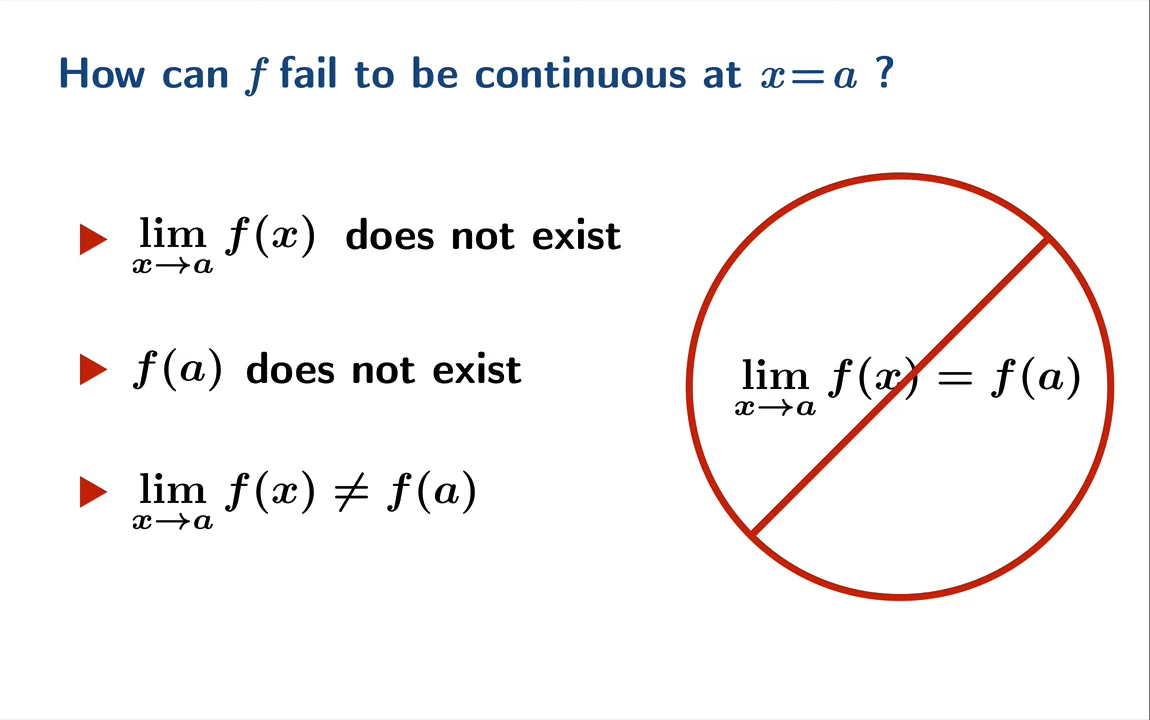 How can f fail to be continuous at x=a ?
lim f(x) does not exist
x→a
f(a) does not exist
lim f(x) = f(a)
x→a
lim f(x) ≠ f(a)
x→a